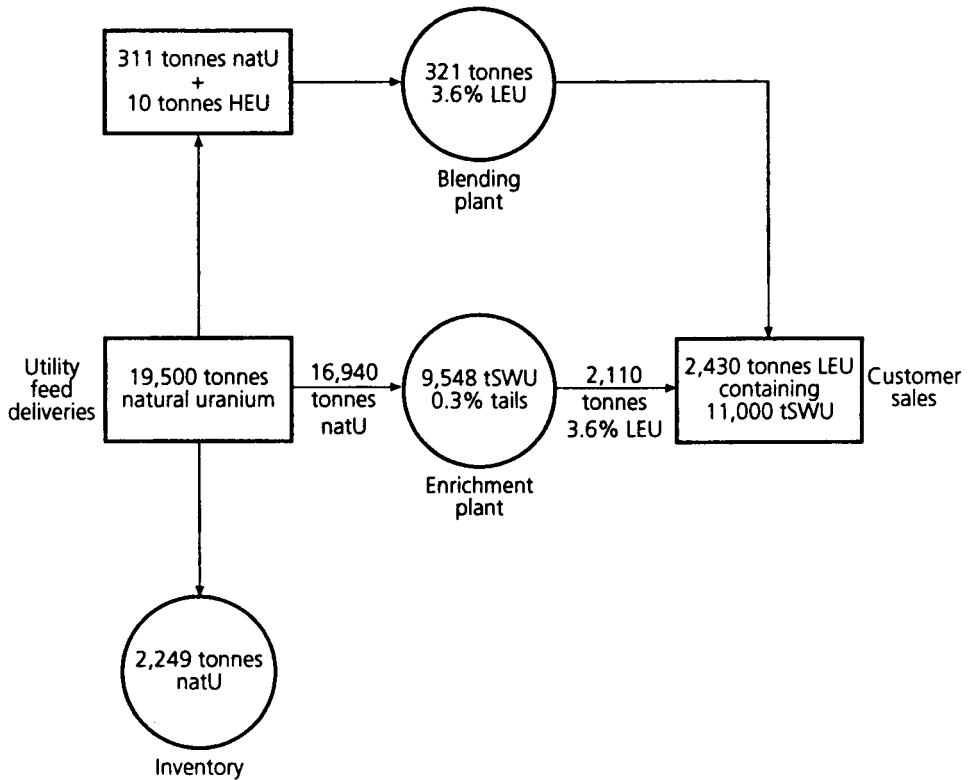 311 tonnes natU
+
10 tonnes HEU
321 tonnes
3.6% LEU
Blending
plant
Utility
feed
deliveries
19,500 tonnes
natural uranium
16,940
tonnes
natU
9,548 tSWU
0.3% tails
Enrichment
plant
2,110
tonnes
3.6% LEU
2,430 tonnes LEU
containing
11,000 tSWU
Customer
sales
2,249 tonnes
natU
Inventory